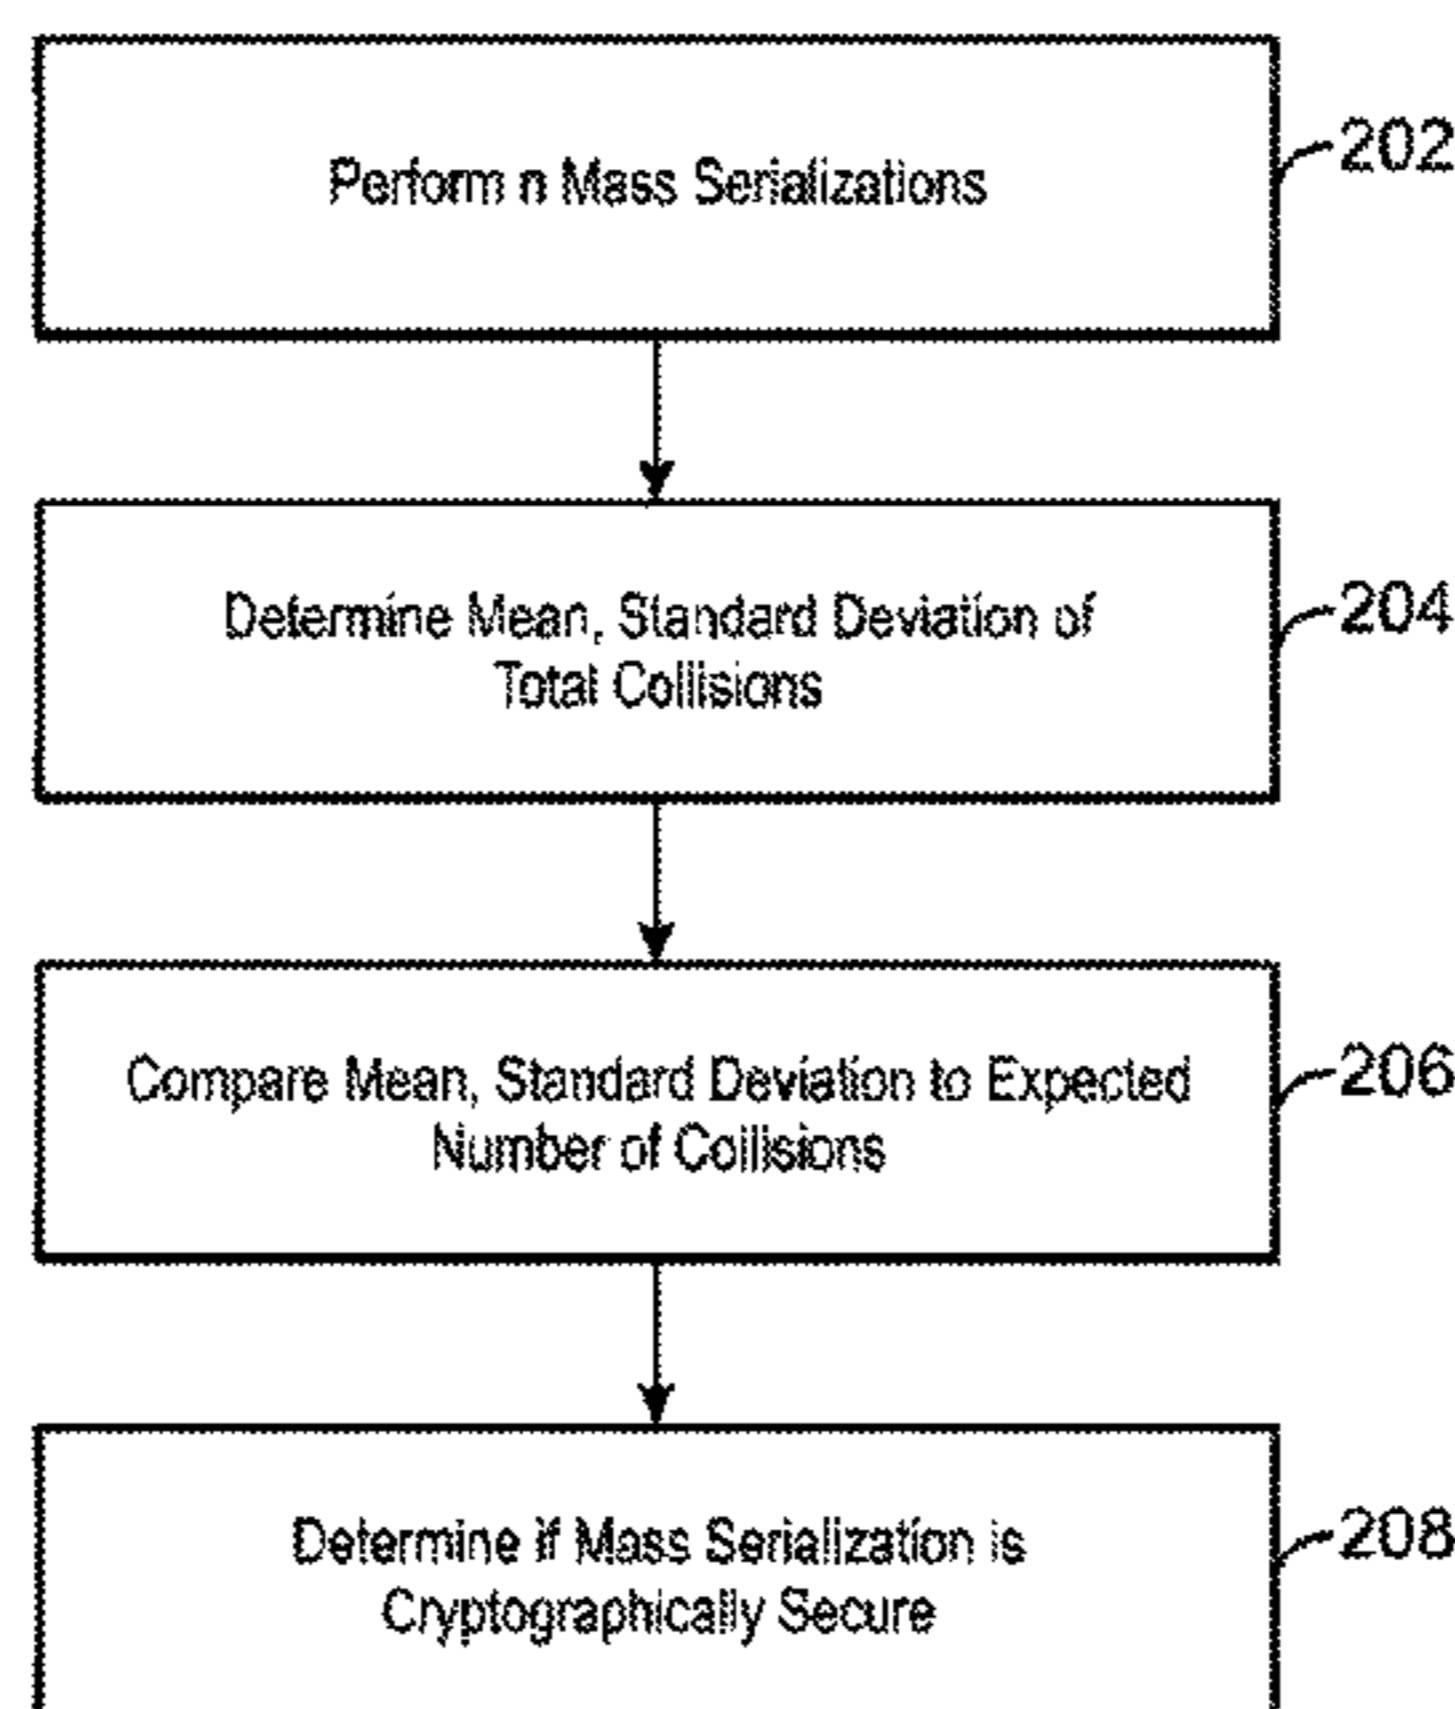 Perform n Mass Serializations
202
Determine Mean, Standard Deviation of
Total Collisions
204
Compare Mean, Standard Deviation to Expected
Number of Collisions
206
Determine if Mass Serialization is
Cryptographically Secure
208